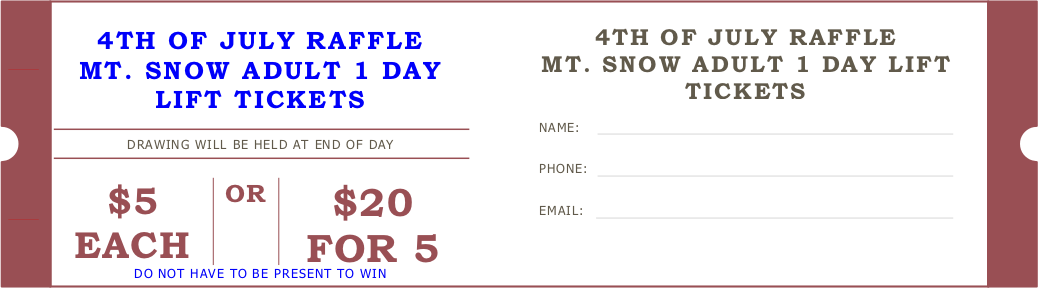 4TH OF JULY RAFFLE
MT. SNOW ADULT 1 DAY
LIFT TICKETS
DRAWING WILL BE HELD AT END OF DAY
$5
EACH
OR
$20
FOR 5
DO NOT HAVE TO BE PRESENT TO WIN
4TH OF JULY RAFFLE
MT. SNOW ADULT 1 DAY LIFT
TICKETS
NAME:
PHONE:
EMAIL: